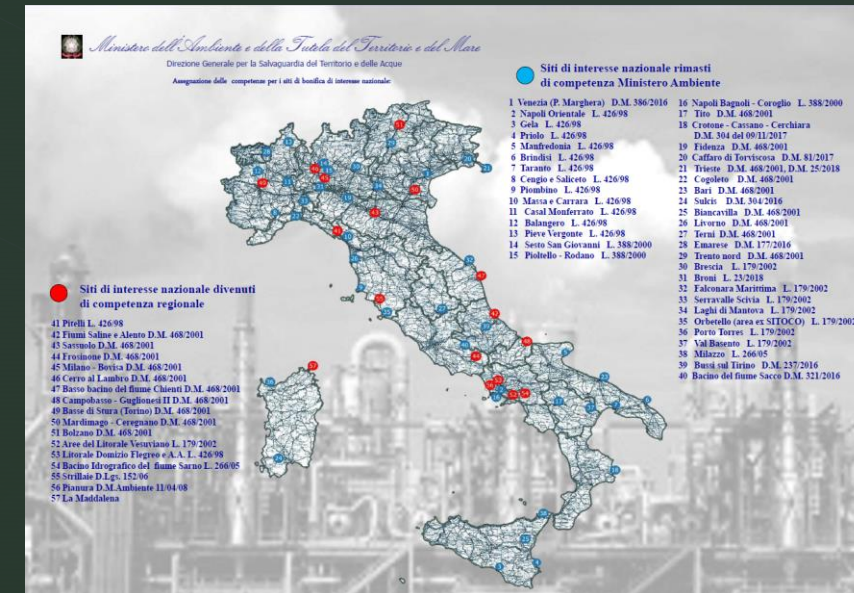 Ministero dell'Ambiente e della Tutela del Territorio e del Mare
Direzione Generale per la Salvaguardia del Territorio e delle Acque
Assegnazione delle competenze per i siti di bonifica di interesse nazionale:
Siti di interesse nazionale rimasti
di competenza Ministero Ambiente
1 Venezia (P. Marghera) D.M. 386/2016
2 Napoli Orientale L. 426/98
3 Gela L. 426/98
4 Priolo L. 426/98
5 Manfredonia L. 426/98
6 Brindisi L. 426/98
7 Taranto L. 426/98
8 Cengio e Saliceto L. 426/98
9 Piombino L. 426/98
10 Massa e Carrara L. 426/98
11 Casal Monferrato L. 426/98
12 Balangero L. 426/98
13 Pieve Vergonte L. 426/98
14 Sesto San Giovanni L. 388/2000
15 Pioltello - Rodano L. 388/2000
16 Napoli Bagnoli - Coroglio L. 388/2000
17 Tito D.M. 468/2001
18 Crotone - Cassano - Cerchiara
D.M. 304 del 09/11/2017
19 Fidenza D.M. 468/2001
20 Caffaro di Torviscosa D.M. 81/2017
21 Trieste D.M. 468/2001, D.M. 25/2018
22 Cogoleto D.M. 468/2001
23 Bari D.M. 468/2001
24 Sulcis D.M. 304/2016
25 Biancavilla D.M. 468/2001
26 Livorno D.M. 468/2001
27 Terni D.M. 468/2001
28 Emarese D.M. 177/2016
29 Trento nord D.M. 468/2001
30 Brescia L. 179/2002
31 Broni L. 23/2018
32 Falconara Marittima L. 179/2002
33 Serravalle Scivia L. 179/2002
34 Laghi di Mantova L. 179/2002
35 Orbetello (area ex SITOCO) L. 179/2002
36 Porto Torres L. 179/2002
37 Val Basento L. 179/2002
38 Milazzo L. 266/05
39 Bussi sul Tirino D.M. 237/2016
40 Bacino del fiume Sacco D.M. 321/2016
Siti di interesse nazionale divenuti
di competenza regionale
41 Pitelli L. 426/98
42 Fiumi Saline e Alento D.M. 468/2001
43 Sassuolo D.M. 468/2001
44 Frosinone D.M. 468/2001
45 Milano - Bovisa D.M. 468/2001
46 Cerro al Lambro D.M. 468/2001
47 Basso bacino del fiume Chienti D.M. 468/2001
48 Campobasso - Guglionesi II D.M. 468/2001
49 Basse di Stura (Torino) D.M. 468/2001
50 Mardimago - Ceregnano D.M. 468/2001
51 Bolzano D.M. 468/2001
52 Aree del Litorale Vesuviano L. 179/2002
53 Litorale Domizio Flegreo e A.A. L. 426/98
54 Bacino Idrografico del fiume Sarno L. 266/05
55 Strillaie D.Lgs. 152/06
56 Pianura D.M.Ambiente 11/04/08
57 La Maddalena